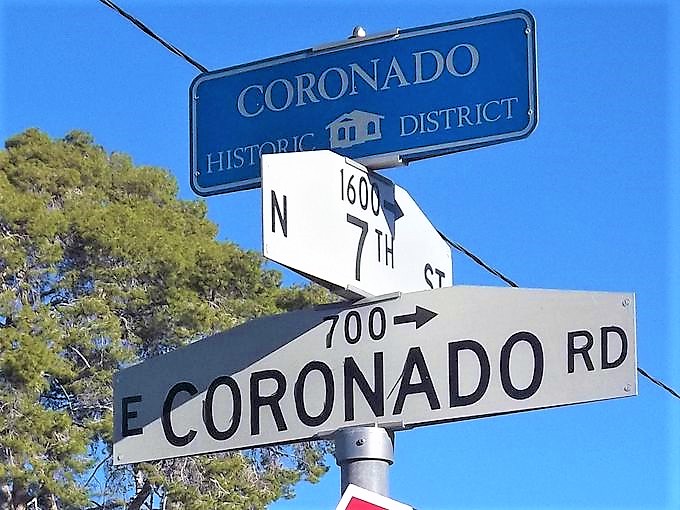 CORONADO
HISTORIC DISTRICT
1600
N 7TH ST
700
E CORONADO RD